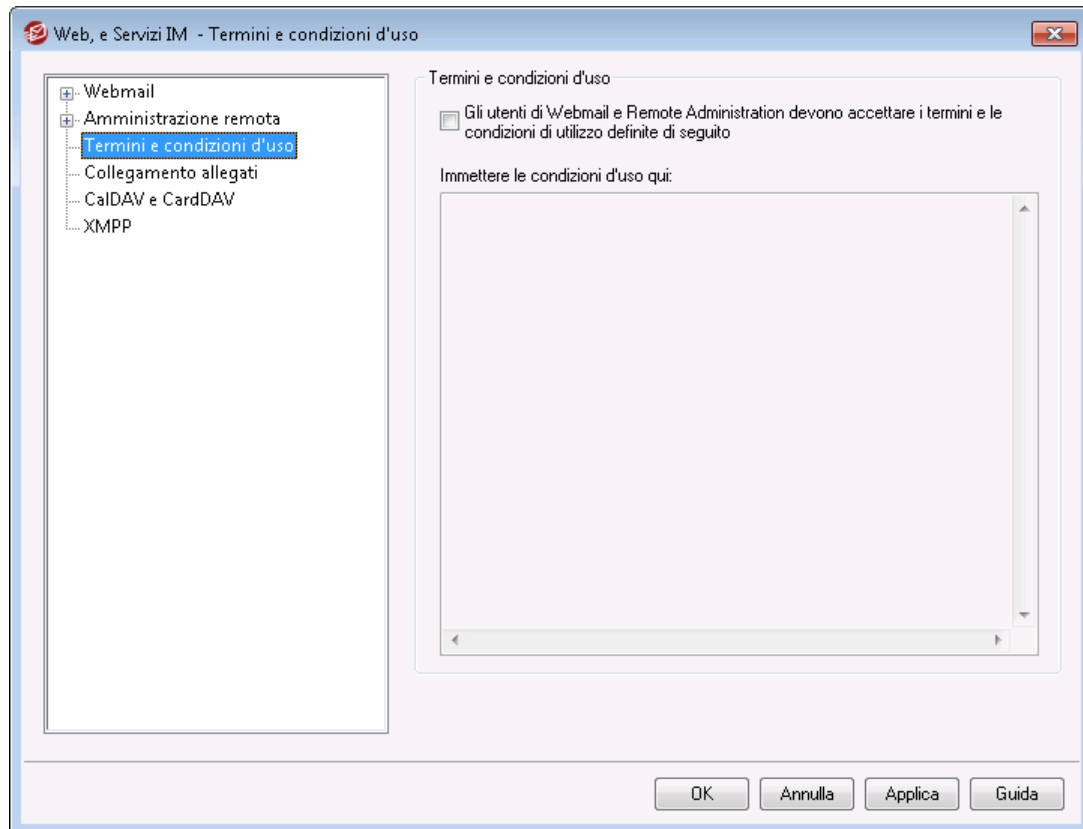 Web, e Servizi IM  - Termini e condizioni d'uso
Webmail
Amministrazione remota
Termini e condizioni d'uso
Collegamento allegati
CalDAV e CardDAV
XMPP
Termini e condizioni d'uso
Gli utenti di Webmail e Remote Administration devono accettare i termini e le
condizioni di utilizzo definite di seguito
Immettere le condizioni d'uso qui:
OK
Annulla
Applica
Guida